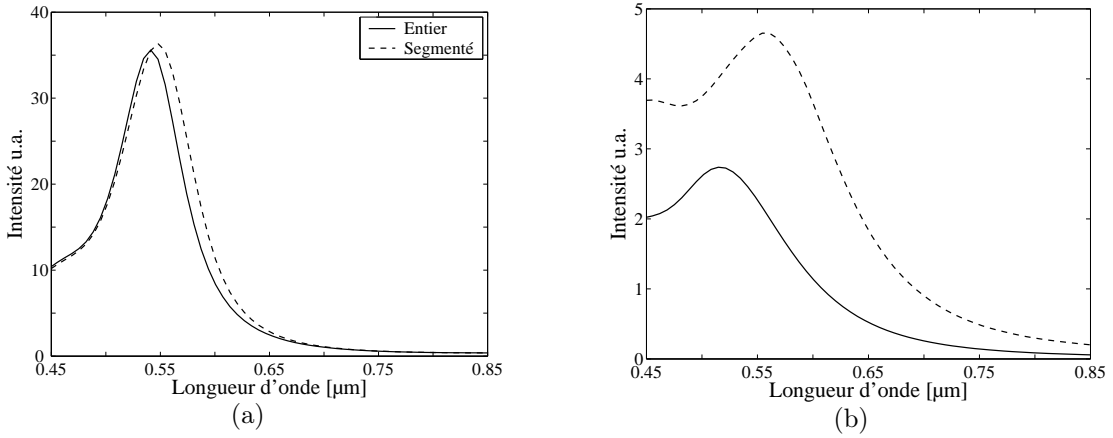 40
30
20
10
0
Intensité u.a.
Entier
Segmenté
0.45 0.55 0.65 0.75 0.85
Longueur d'onde [µm]
(a)
5
4
3
2
1
0
Intensité u.a.
0.45 0.55 0.65 0.75 0.85
Longueur d'onde [µm]
(b)